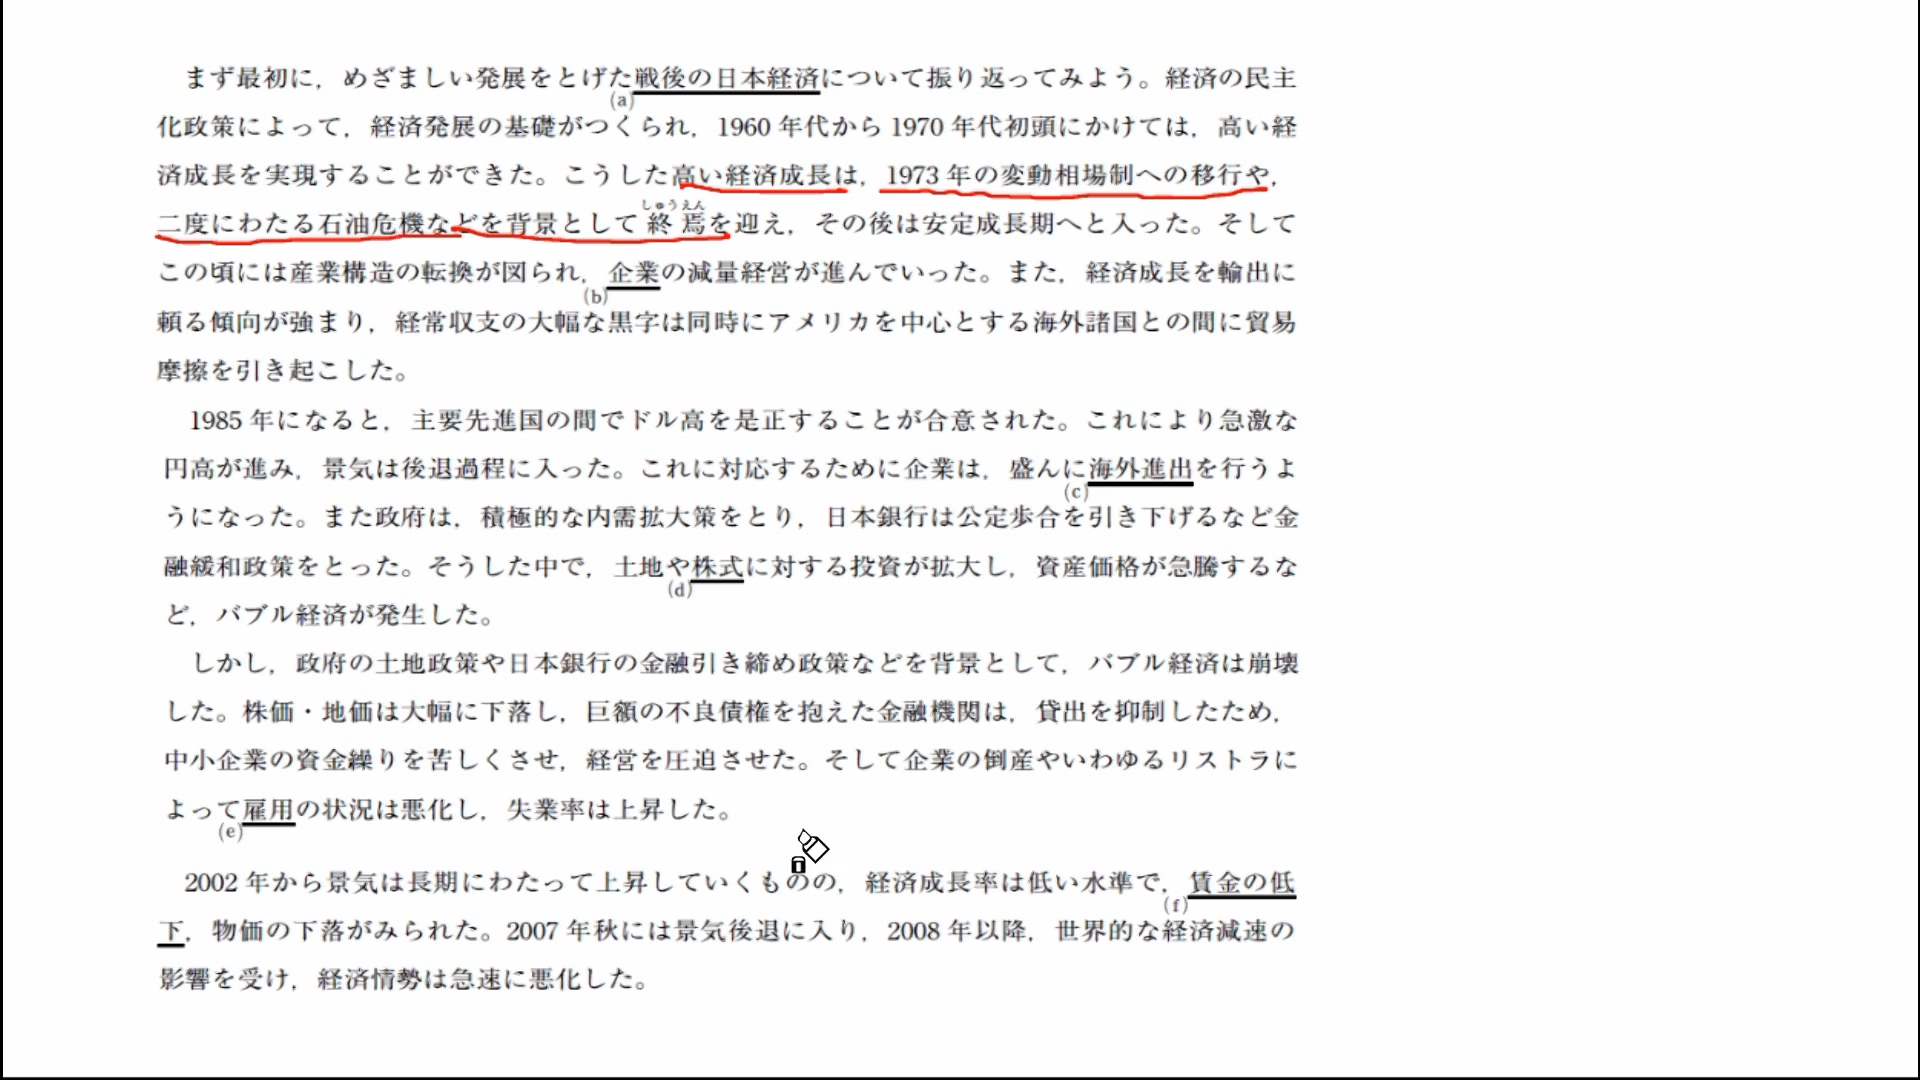 まず最初に，めざましい発展をとげた戦後の日本経済について振り返ってみよう。経済の民主
(a)
化政策によって，経済発展の基礎がつくられ，1960 年代から 1970 年代初頭にかけては，高い経
済成長を実現することができた。こうした高い経済成長は，1973 年の変動相場制への移行や，
しゅうえん
二度にわたる石油危機などを背景として終焉を迎え，その後は安定成長期へと入った。そして
この頃には産業構造の転換が図られ，企業の減量経営が進んでいった。また，経済成長を輸出に
(b)
頼る傾向が強まり，経常収支の大幅な黒字は同時にアメリカを中心とする海外諸国との間に貿易
摩擦を引き起こした。
1985 年になると，主要先進国の間でドル高を是正することが合意された。これにより急激な
円高が進み，景気は後退過程に入った。これに対応するために企業は，盛んに海外進出を行うよ
(c)
うになった。また政府は，積極的な内需拡大策をとり，日本銀行は公定歩合を引き下げるなど金
融緩和政策をとった。そうした中で，土地や株式に対する投資が拡大し，資産価格が急騰するな
(d)
ど，バブル経済が発生した。
しかし，政府の土地政策や日本銀行の金融引き締め政策などを背景として，バブル経済は崩壊
した。株価・地価は大幅に下落し，巨額の不良債権を抱えた金融機関は，貸出を抑制したため，
中小企業の資金繰りを苦しくさせ，経営を圧迫させた。そして企業の倒産やいわゆるリストラに
よって雇用の状況は悪化し，失業率は上昇した。
(e)
2002 年から景気は長期にわたって上昇していくものの，経済成長率は低い水準で，賃金の低
(f)
下，物価の下落がみられた。2007 年秋には景気後退に入り，2008 年以降，世界的な経済減速の
影響を受け，経済情勢は急速に悪化した。